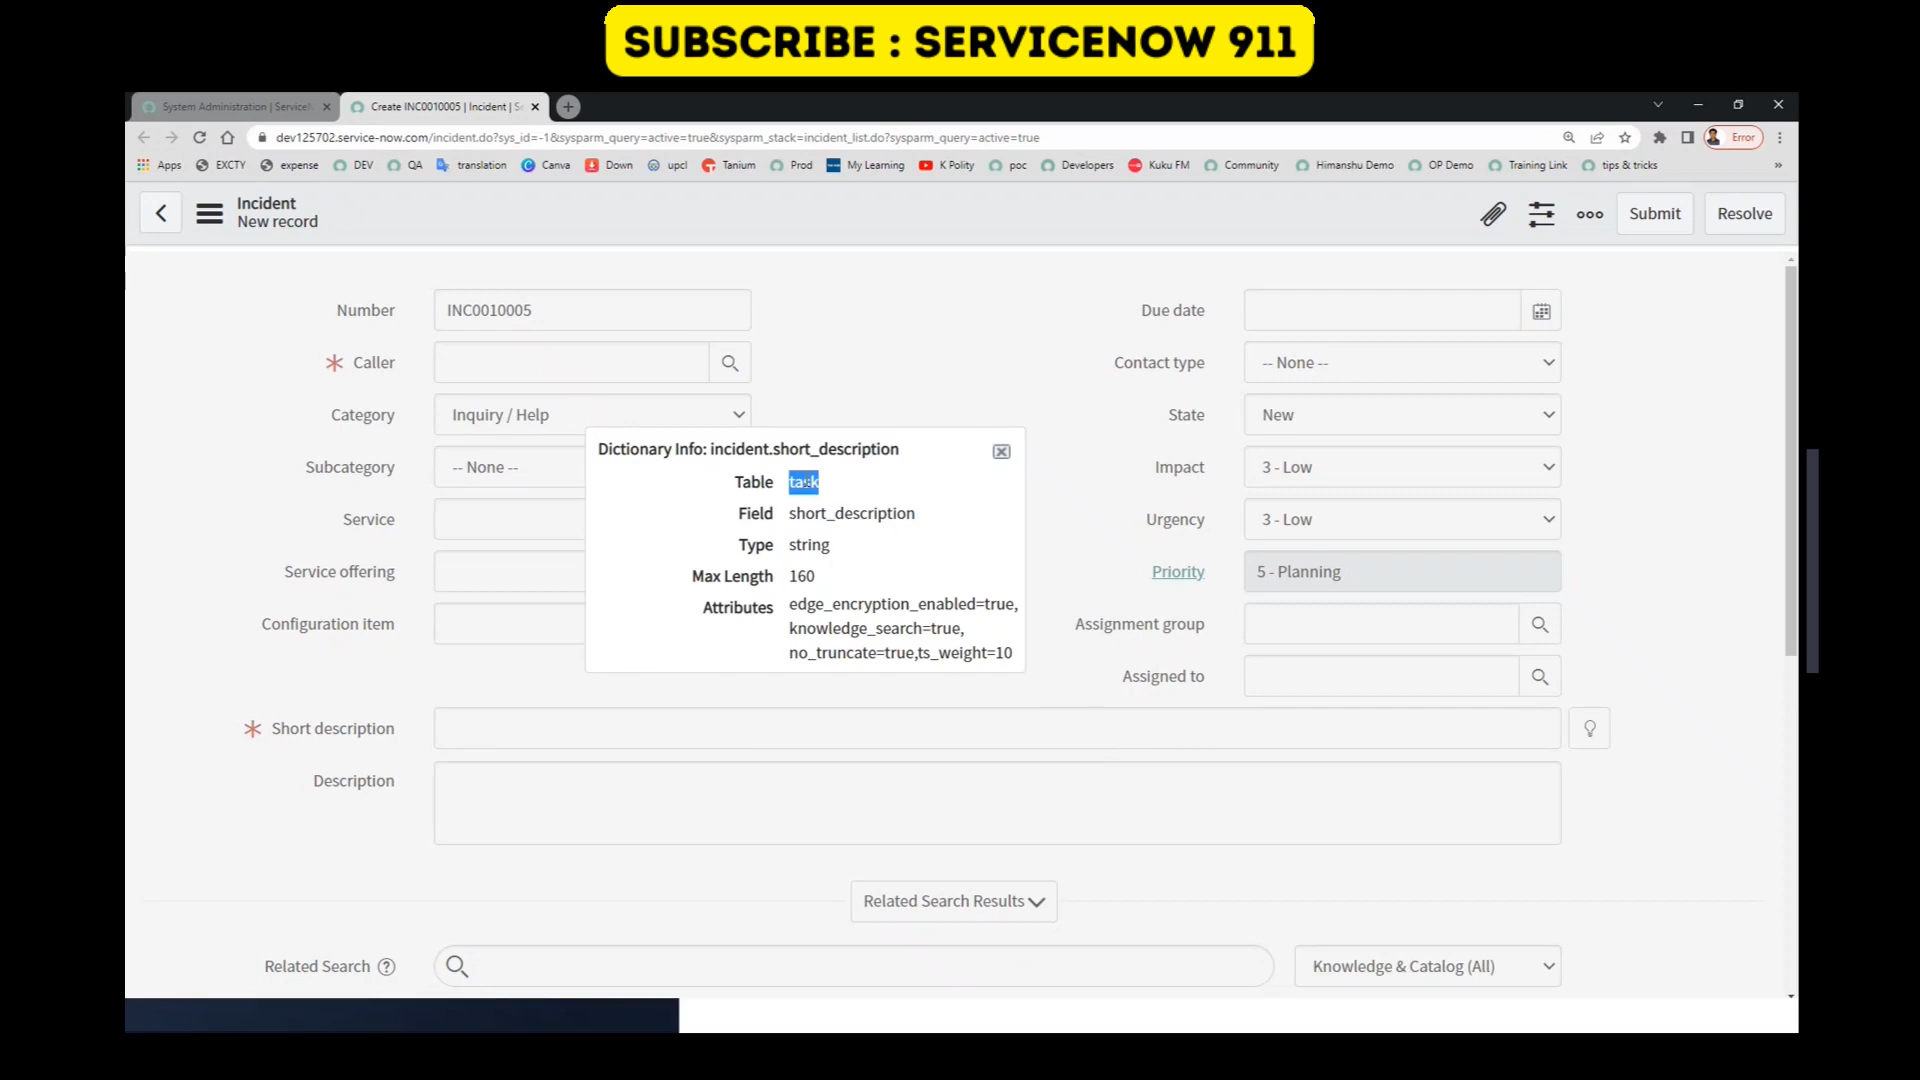 SUBSCRIBE : SERVICENOW 911
System Administration | Service
Create INC0010005 | Incident | Se
dev125702.service-now.com/incident.do?sys_id=-1&sysparm_query=active=true&sysparm_stack=incident_list.do?sysparm_query=active=true
Error
Apps EXCTY expense DEV QA translation Canva Down upcl Tanium Prod My Learning K Polity poc Developers Kuku FM Community Himanshu Demo OP Demo Training Link tips & tricks »
Incident
New record
Submit Resolve
Number INC0010005 Due date
Caller Contact type -- None --
Category Inquiry / Help State New
Subcategory -- None -- Impact 3 - Low
Service Urgency 3 - Low
Service offering Priority 5 - Planning
Configuration item Assignment group
Assigned to
Dictionary Info: incident.short_description
Table task
Field short_description
Type string
Max Length 160
Attributes edge_encryption_enabled=true,
knowledge_search=true,
no_truncate=true,ts_weight=10
Short description
Description
Related Search Results
Related Search ? Knowledge & Catalog (All)